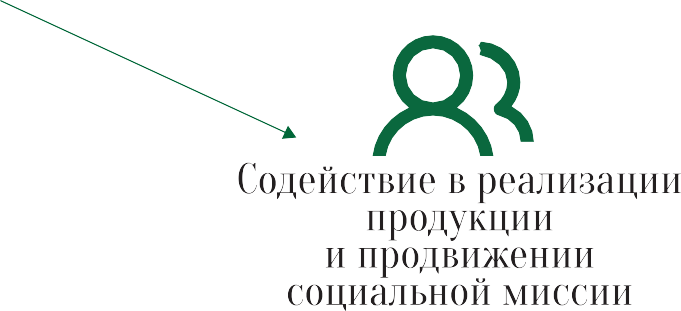 Содействие в реализации
продукции
и продвижении
социальной миссии